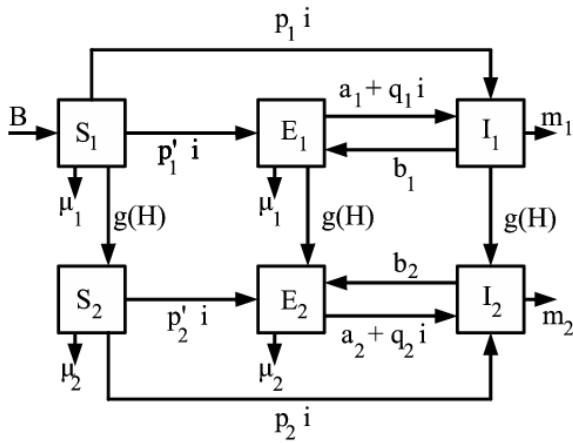 p₁ i
B
S₁
p'₁ i
E₁
a₁ + q₁ i
b₁
I₁
m₁
μ₁
g(H)
μ₁
g(H)
g(H)
S₂
p'₂ i
E₂
b₂
a₂ + q₂ i
I₂
m₂
μ₂
μ₂
p₂ i